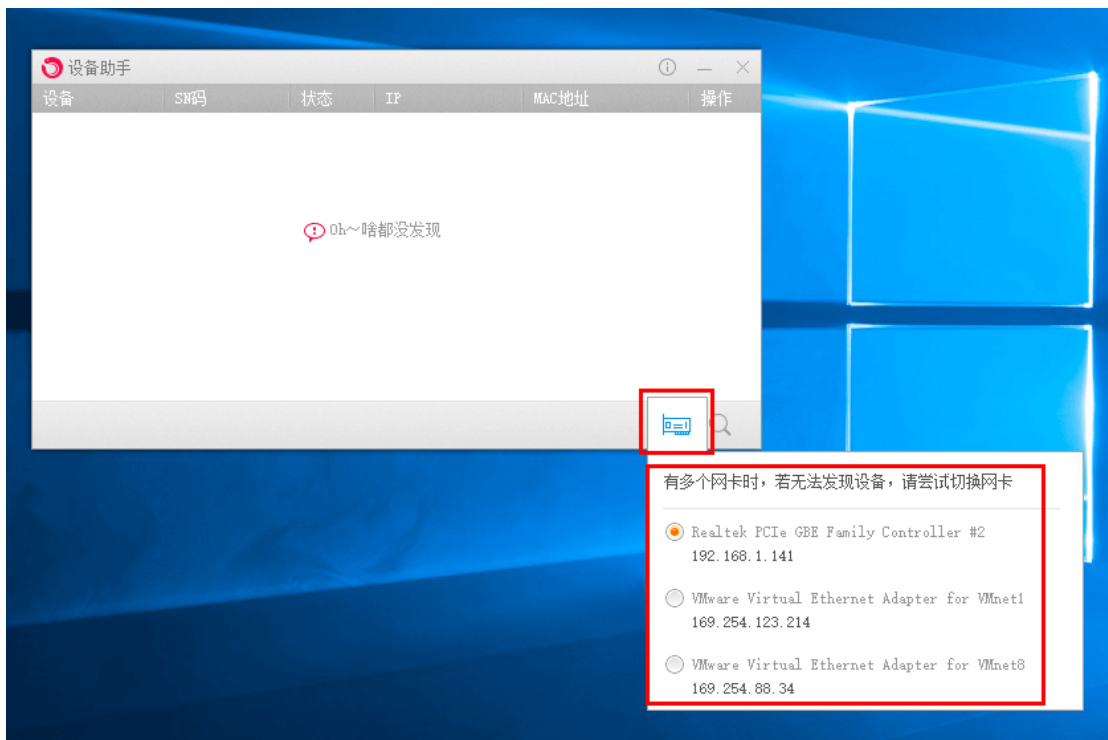 设备助手
设备 SN码 状态 IP MAC地址 操作
Oh～啥都没发现
有多个网卡时，若无法发现设备，请尝试切换网卡
Realtek PCIe GBE Family Controller #2
192.168.1.141
VMware Virtual Ethernet Adapter for VMnet1
169.254.123.214
VMware Virtual Ethernet Adapter for VMnet8
169.254.88.34